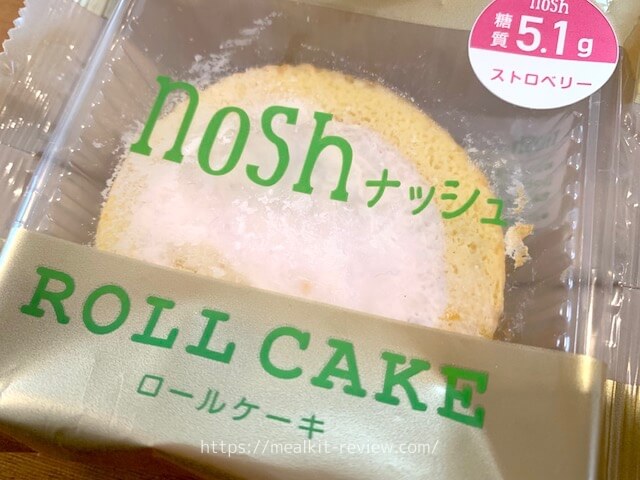 nosh
糖質 5.1g
ストロベリー
nosh ナッシュ
ROLL CAKE
ロールケーキ
https://mealkit-review.com/